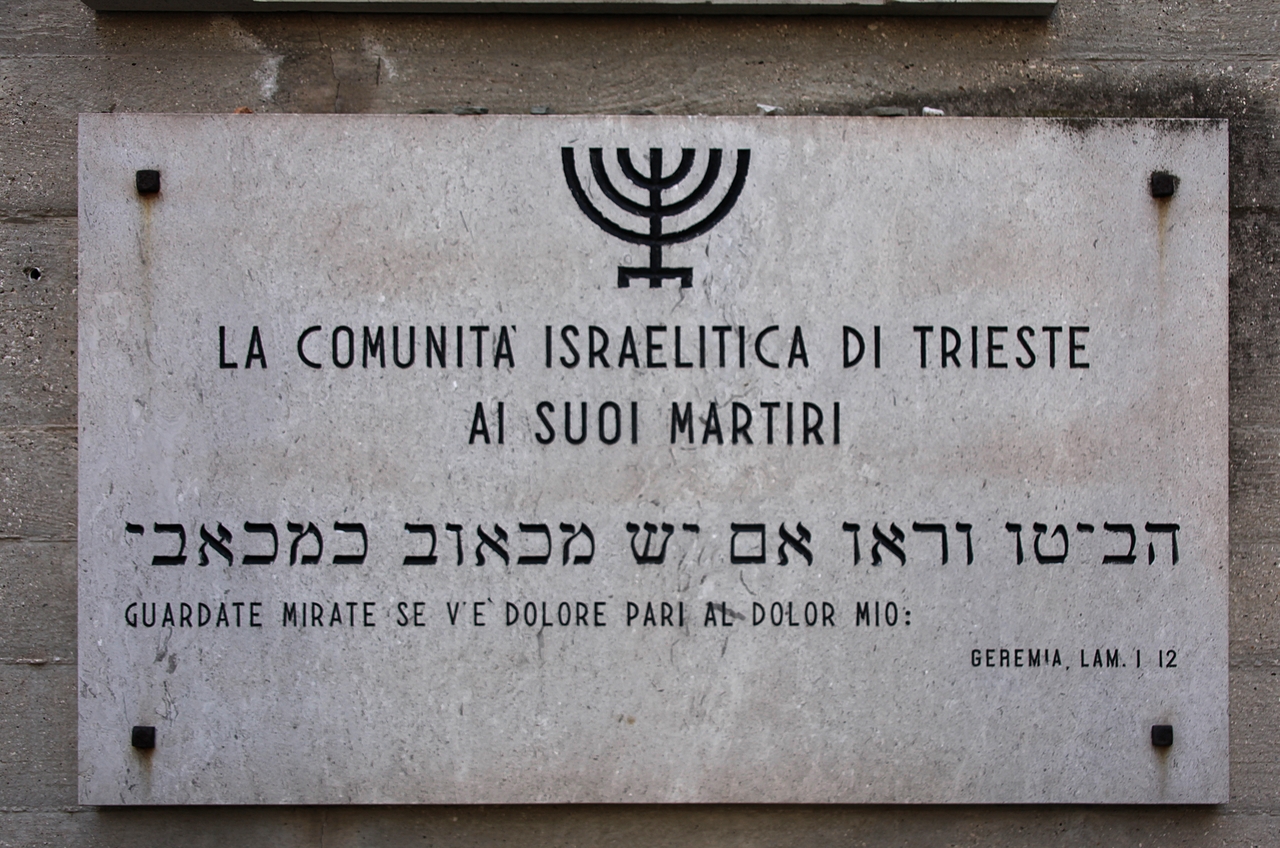 LA COMUNITA' ISRAELITICA DI TRIESTE
AI SUOI MARTIRI
הביטו וראו אם יש מכאוב כמכאבי
GUARDATE MIRATE SE V'E' DOLORE PARI AL DOLOR MIO:
GEREMIA, LAM. I 12